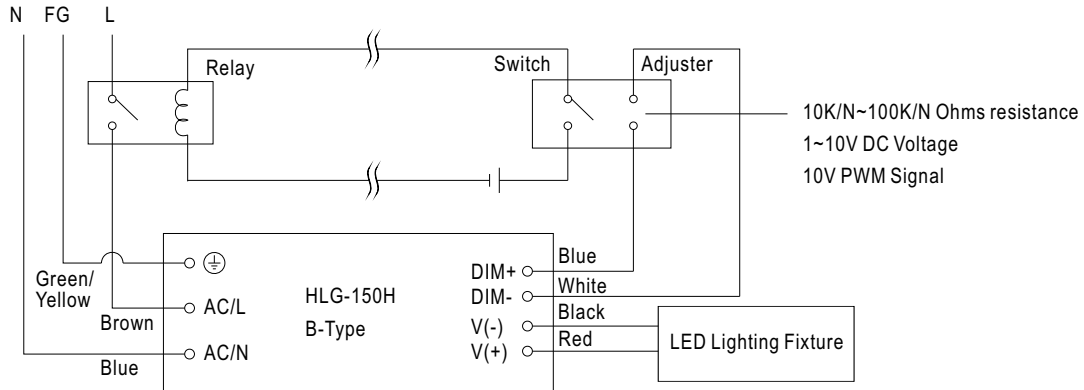 N FG L
Relay
Switch
Adjuster
10K/N~100K/N Ohms resistance
1~10V DC Voltage
10V PWM Signal
Green/
Yellow
Brown
Blue
AC/L
AC/N
HLG-150H
B-Type
DIM+
DIM-
V(-)
V(+)
Blue
White
Black
Red
LED Lighting Fixture